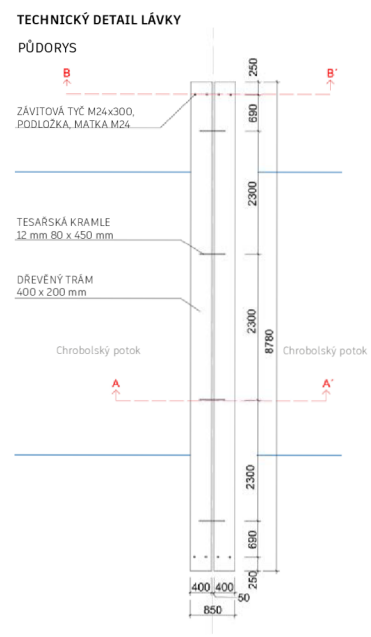 TECHNICKÝ DETAIL LÁVKY
PŮDORYS
B
B´
250
690
ZÁVITOVÁ TYČ M24x300,
PODLOŽKA, MATKA M24
2300
TESAŘSKÁ KRAMLE
12 mm 80 x 450 mm
DŘEVĚNÝ TRÁM
400 x 200 mm
2300
8780
Chrobolský potok
Chrobolský potok
A
A´
2300
690
250
400
400
50
850